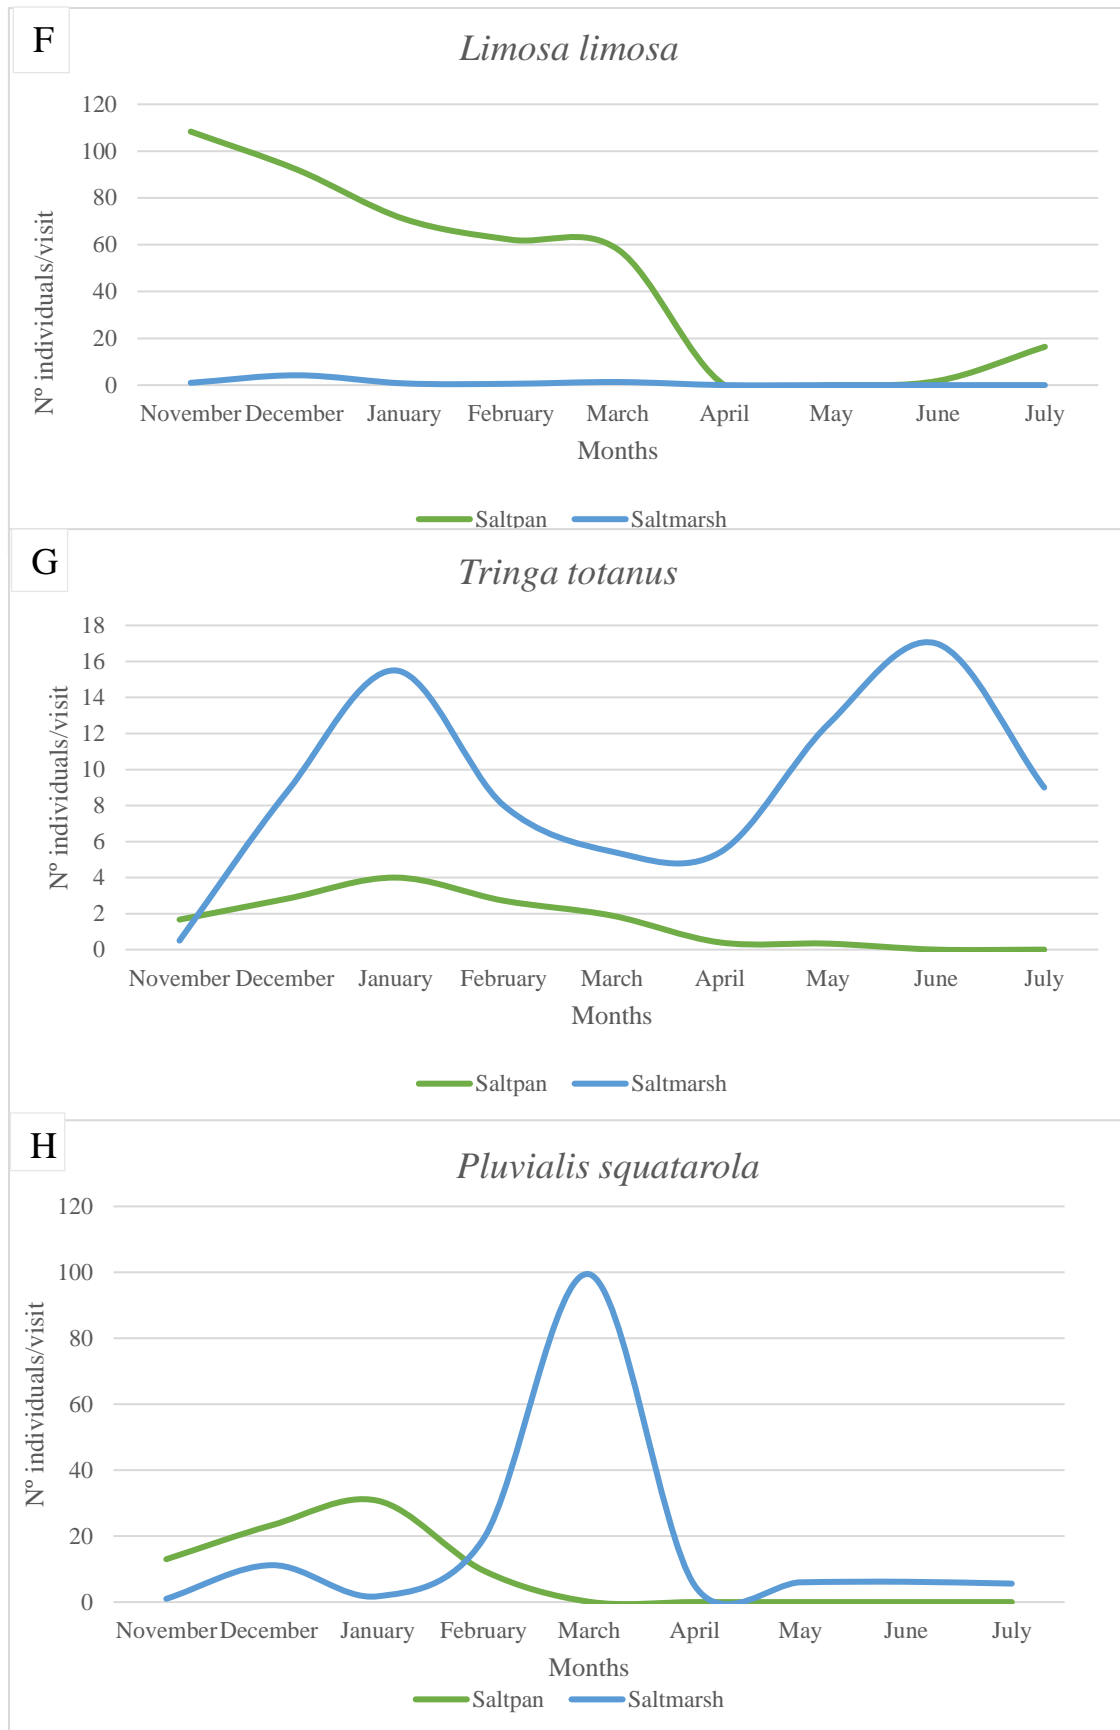 F
Limosa limosa
Nº individuals/visit
120
100
80
60
40
20
0
November December January February March April May June July
Months
Saltpan Saltmarsh
G
Tringa totanus
Nº individuals/visit
18
16
14
12
10
8
6
4
2
0
November December January February March April May June July
Months
Saltpan Saltmarsh
H
Pluvialis squatarola
Nº individuals/visit
120
100
80
60
40
20
0
November December January February March April May June July
Months
Saltpan Saltmarsh